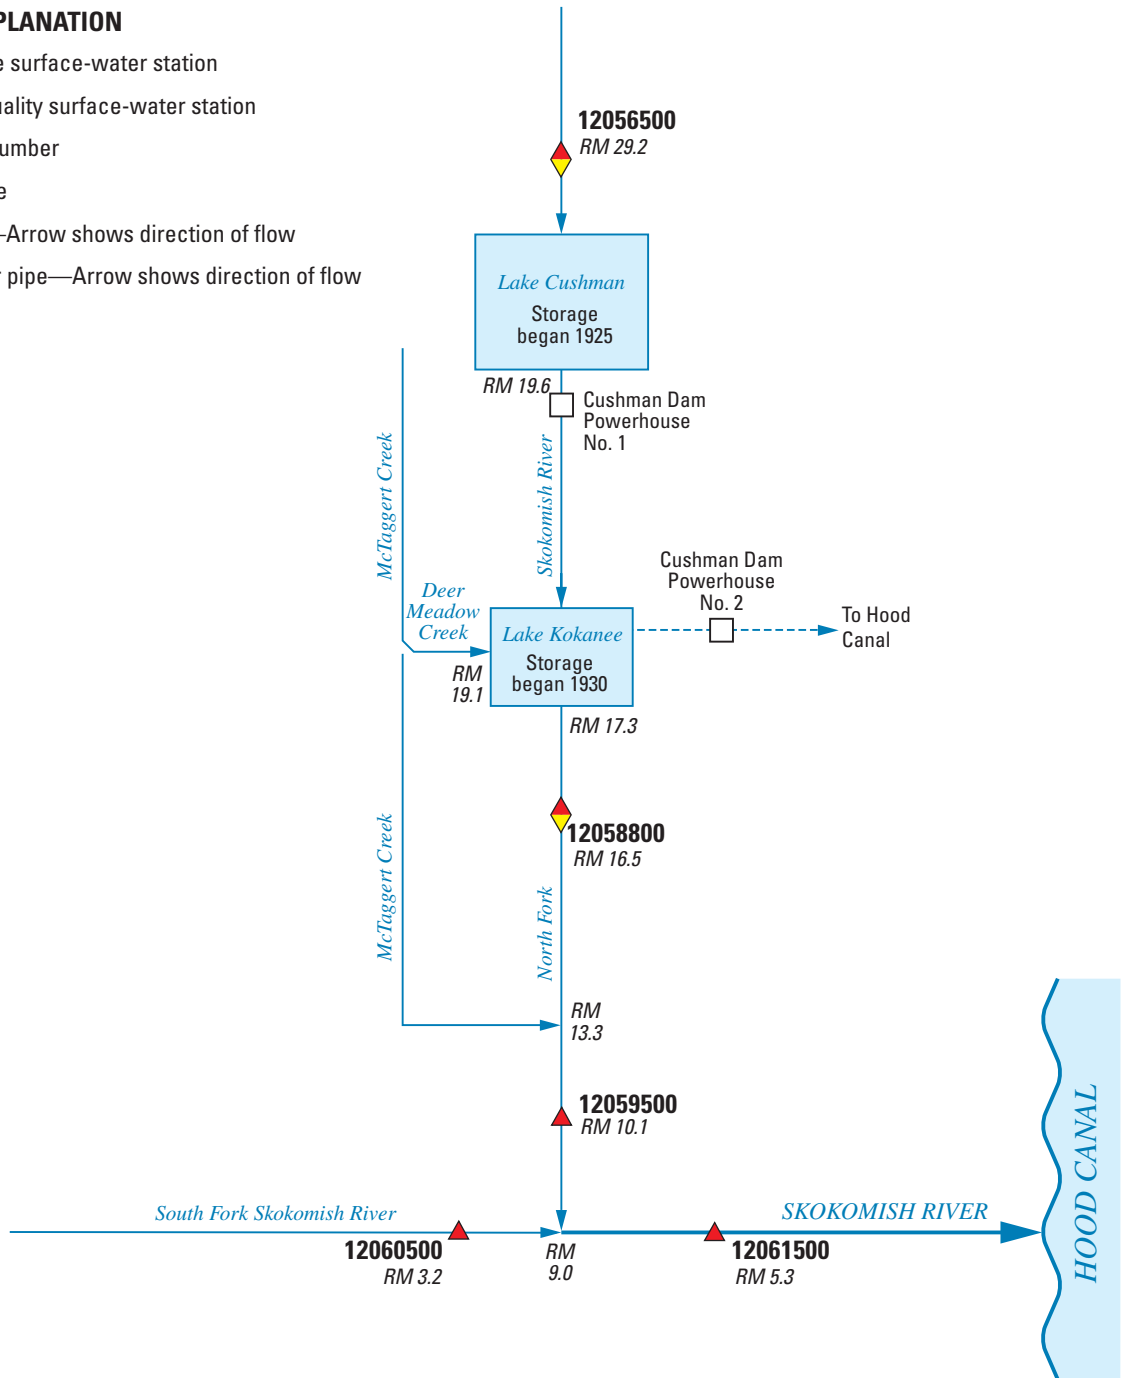 PLANATION
e surface-water station
ality surface-water station
umber
e
–Arrow shows direction of flow
r pipe—Arrow shows direction of flow
12056500
RM 29.2
Lake Cushman
Storage
began 1925
RM 19.6
Cushman Dam
Powerhouse
No. 1
McTaggert Creek
Skokomish River
Cushman Dam
Powerhouse
No. 2
To Hood
Canal
Deer
Meadow
Creek
Lake Kokanee
Storage
began 1930
RM
19.1
RM 17.3
12058800
RM 16.5
McTaggert Creek
North Fork
RM
13.3
12059500
RM 10.1
South Fork Skokomish River
12060500
RM 3.2
RM
9.0
SKOKOMISH RIVER
12061500
RM 5.3
HOOD CANAL